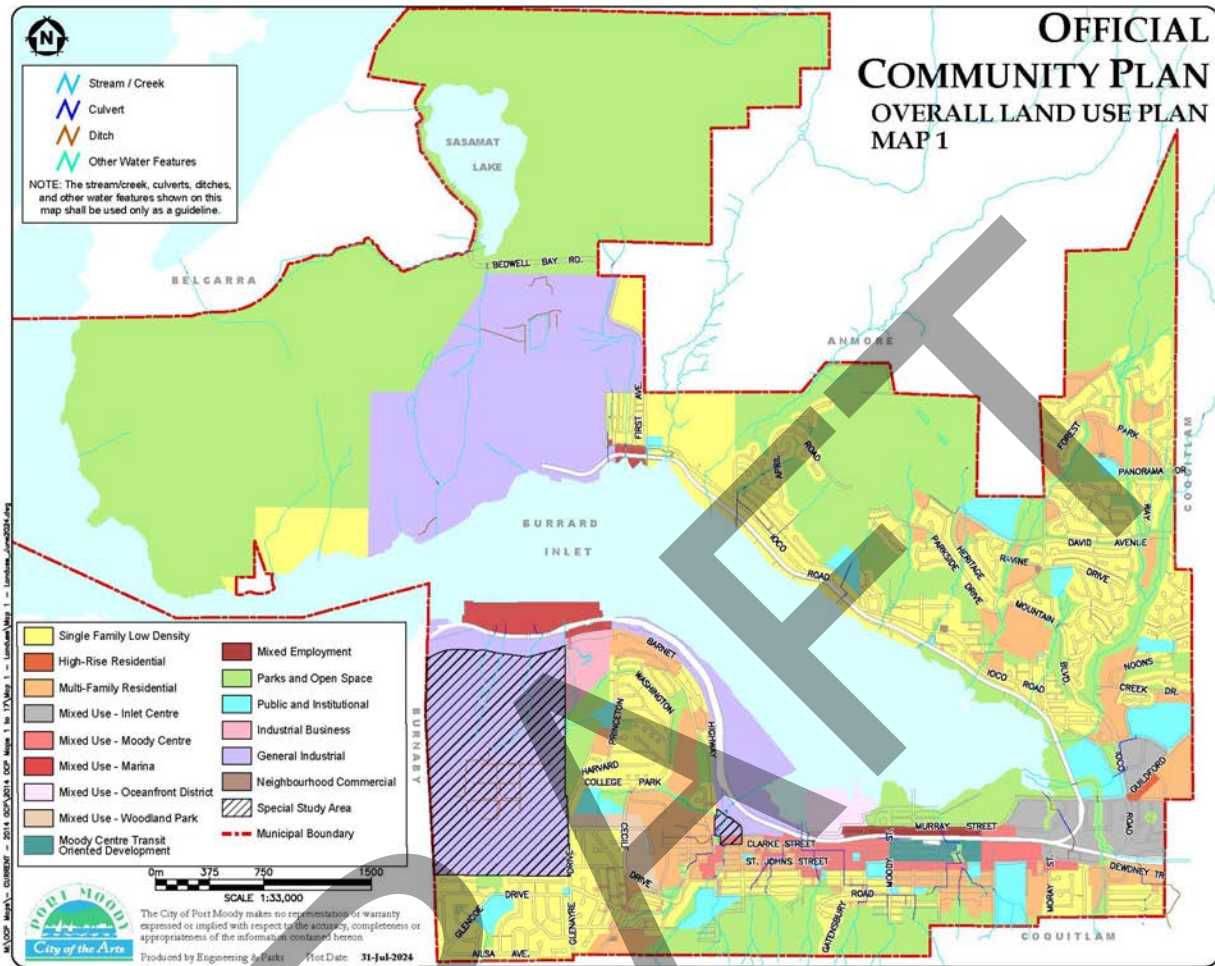 OFFICIAL
COMMUNITY PLAN
OVERALL LAND USE PLAN
MAP 1
N
Stream / Creek
Culvert
Ditch
Other Water Features
NOTE: The stream/creek, culverts, ditches,
and other water features shown on this
map shall be used only as a guideline.
SASAMAT
LAKE
BELCARRA
BEDWELL BAY RD.
ANMORE
FIRST AVE.
APRIL
ROAD
FOREST
PARK
PANORAMA DR.
WAY
COQUITLAM
DAVID AVENUE
BURRARD
INLET
IOCO
ROAD
PARKSIDE
DRIVE
HERITAGE
RAVINE
DRIVE
MOUNTAIN
BLVD.
IOCO ROAD
NOONS
CREEK DR.
BARNET
HIGHWAY
WASHINGTON
PRINCETON
HARVARD
COLLEGE PARK
CECILE
DRIVE
BURNABY
IOCO
ROAD
GUILDFORD
MURRAY STREET
CLARKE STREET
ST. JOHNS STREET
MOODY ST.
MORAY ST.
DEWDNEY TR.
ROAD
GATENSBURY
GLENCOE
DRIVE
GLENAYRE
DRIVE
AILSA AVE.
COQUITLAM
Single Family Low Density
High-Rise Residential
Multi-Family Residential
Mixed Use - Inlet Centre
Mixed Use - Moody Centre
Mixed Use - Marina
Mixed Use - Oceanfront District
Mixed Use - Woodland Park
Moody Centre Transit
Oriented Development
Mixed Employment
Parks and Open Space
Public and Institutional
Industrial Business
General Industrial
Neighbourhood Commercial
Special Study Area
Municipal Boundary
0m 375 750 1500
SCALE 1:33,000
PORT MOODY
City of the Arts
The City of Port Moody makes no representation or warranty
expressed or implied with respect to the accuracy, completeness or
appropriateness of the information contained hereon
Produced by Engineering & Parks Plot Date: 31-Jul-2024
DRAFT